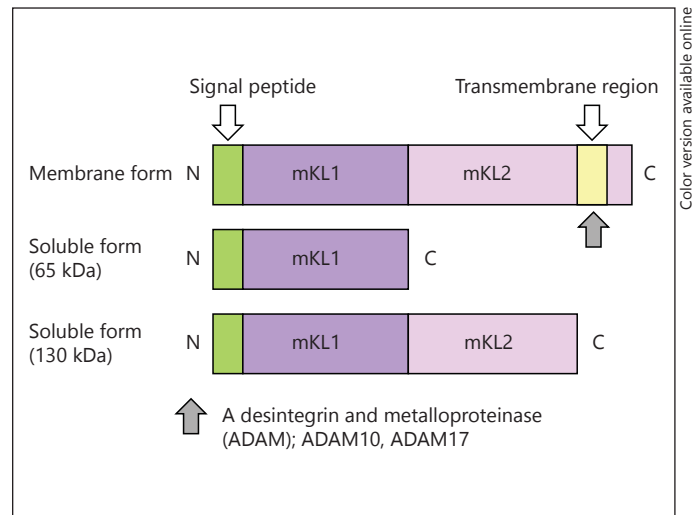 Color version available online
Signal peptide
Transmembrane region
Membrane form N mKL1 mKL2 C
Soluble form
(65 kDa)
N mKL1 C
Soluble form
(130 kDa)
N mKL1 mKL2 C
A desintegrin and metalloproteinase
(ADAM); ADAM10, ADAM17